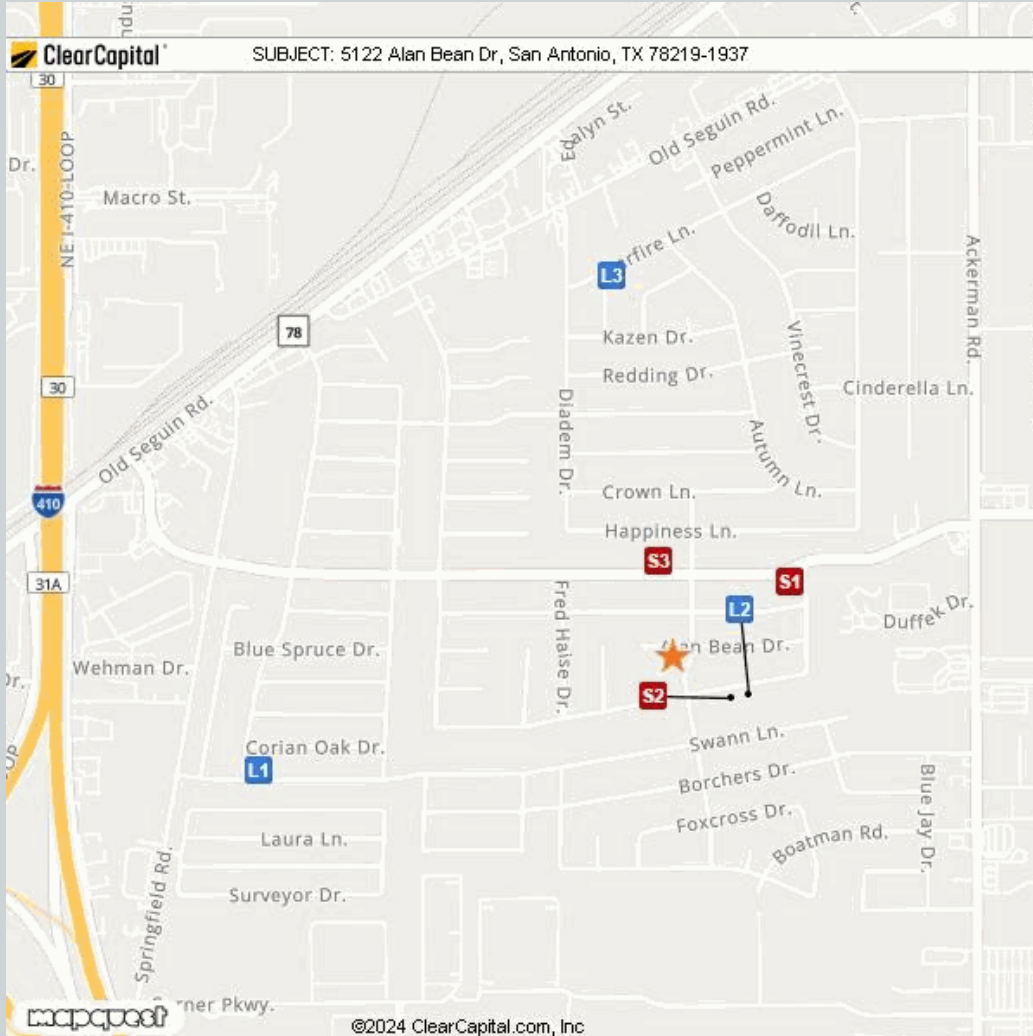 ClearCapital
SUBJECT: 5122 Alan Bean Dr, San Antonio, TX 78219-1937
30
Dr.
NE I-410-LOOP
Macro St.
Old Seguin Rd.
Peppermint Ln.
Daffodil Ln.
Ackerman Rd.
L3
78
Kazen Dr.
Redding Dr.
Vinecrest Dr.
30
Cinderella Ln.
Diadem Dr.
Old Seguin Rd.
Autumn Ln.
Crown Ln.
410
Happiness Ln.
S3
S1
31A
L2
Fred Haise Dr.
Duffek Dr.
Blue Spruce Dr.
Alan Bean Dr.
Wehman Dr.
S2
Swann Ln.
Corian Oak Dr.
L1
Borchers Dr.
Blue Jay Dr.
Foxcross Dr.
Boatman Rd.
Laura Ln.
Surveyor Dr.
Springfield Rd.
rner Pkwy.
mapquest
©2024 ClearCapital.com, Inc